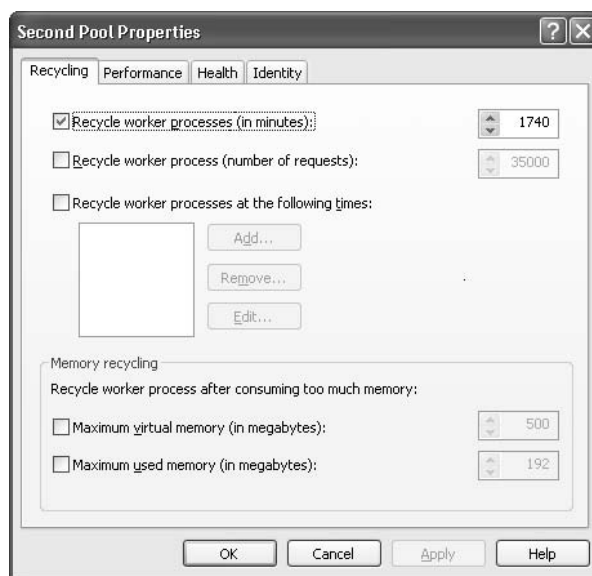 Second Pool Properties
Recycling Performance Health Identity
Recycle worker processes (in minutes): 1740
Recycle worker process (number of requests): 35000
Recycle worker processes at the following times:
Add...
Remove...
Edit...
Memory recycling
Recycle worker process after consuming too much memory:
Maximum virtual memory (in megabytes): 500
Maximum used memory (in megabytes): 192
OK Cancel Apply Help